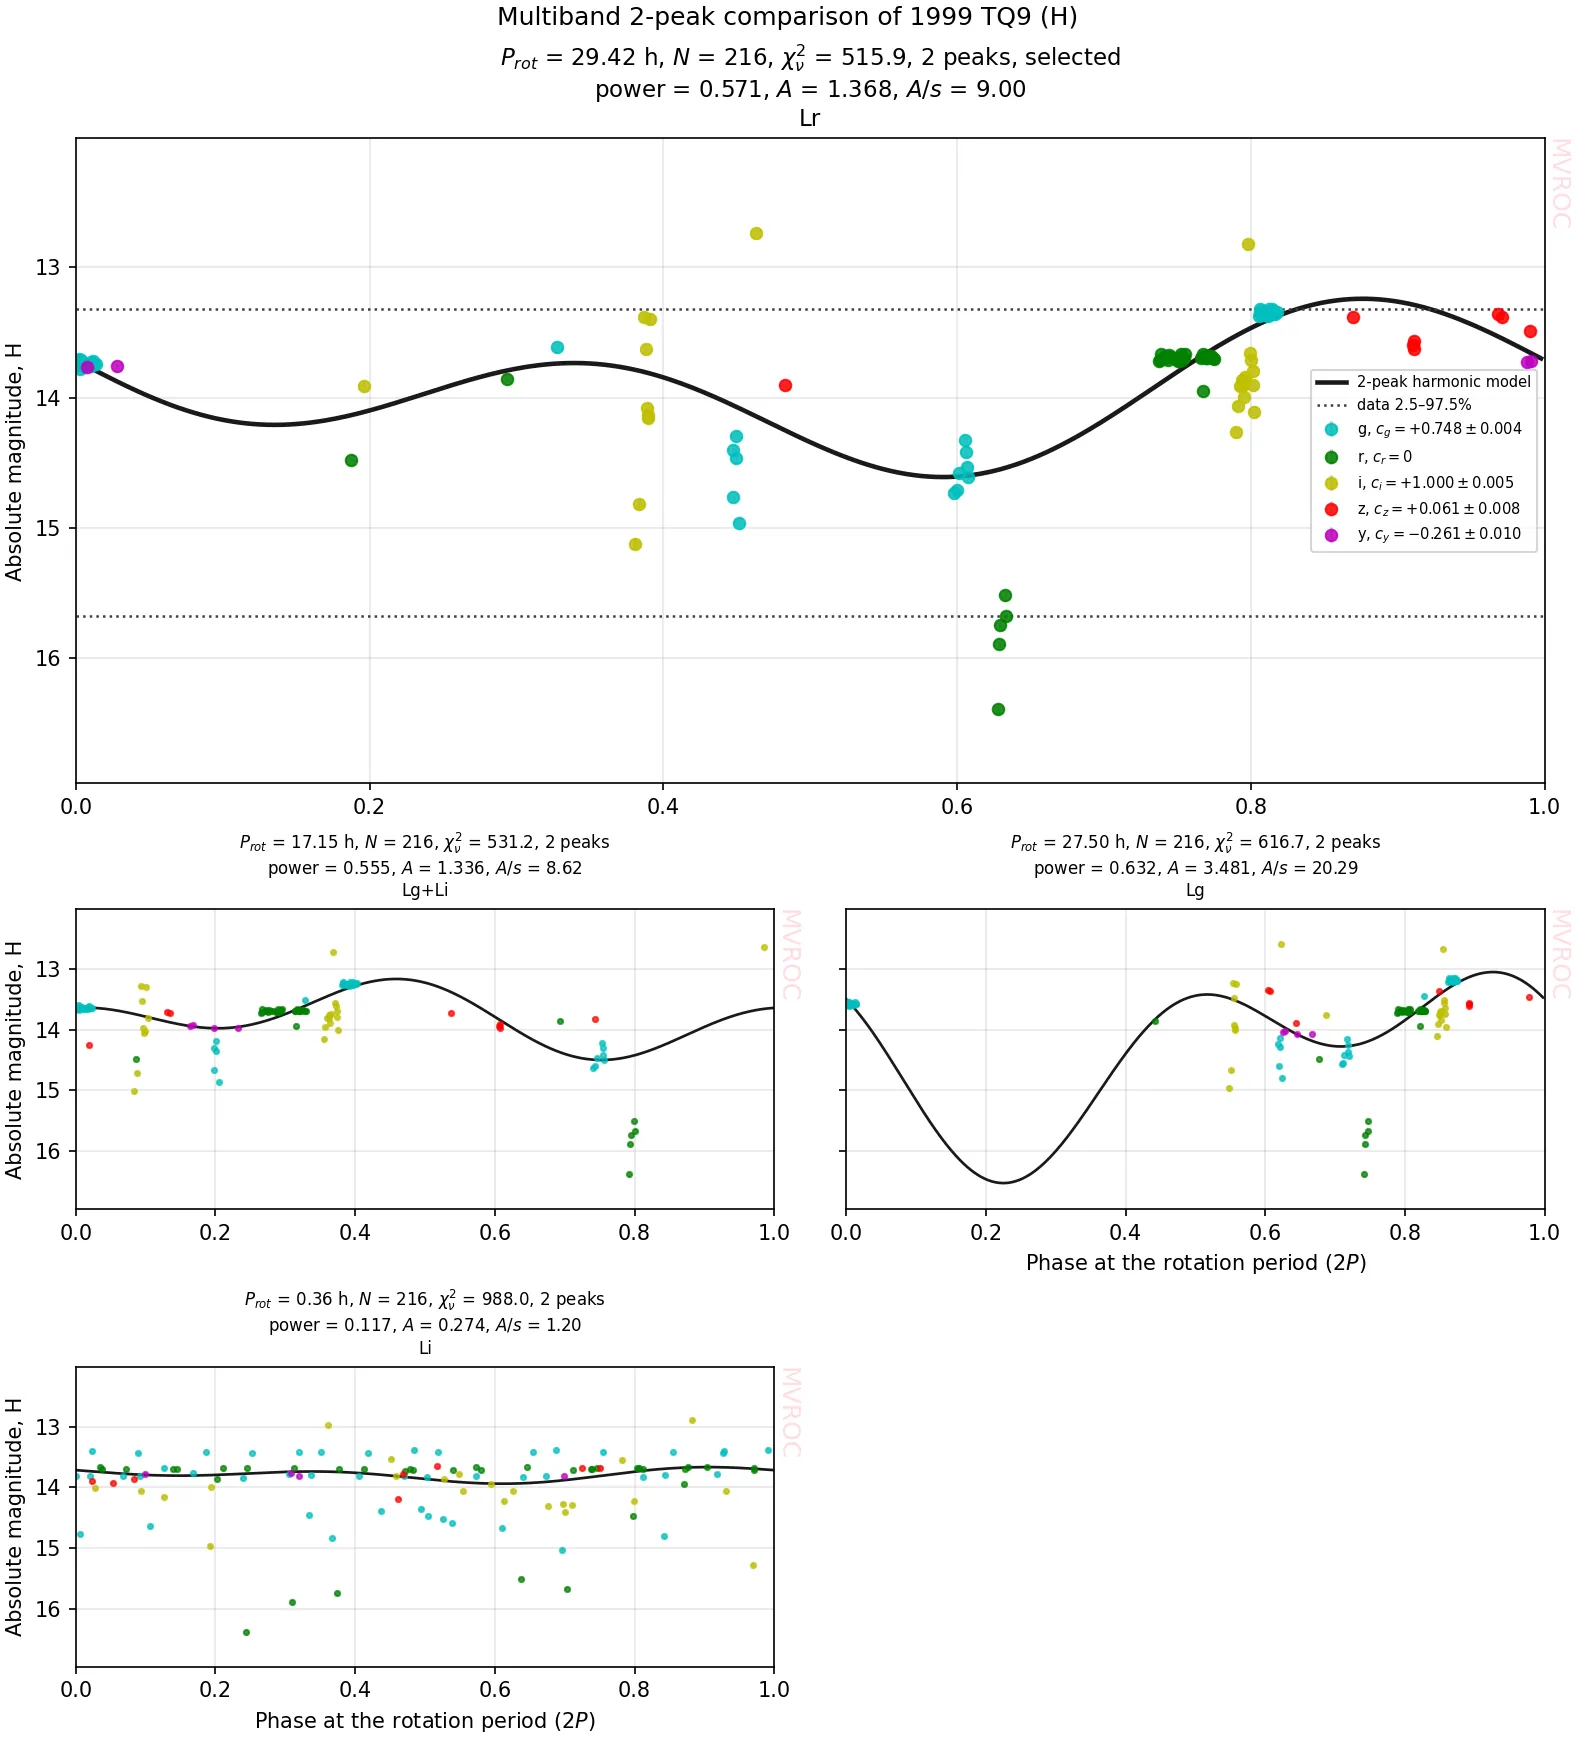 Multiband 2-peak comparison of 1999 TQ9 (H)
P_rot = 29.42 h, N = 216, χ²_ν = 515.9, 2 peaks, selected
power = 0.571, A = 1.368, A/s = 9.00
Lr
MVROC
Absolute magnitude, H
13
14
15
16
0.0 0.2 0.4 0.6 0.8 1.0
2-peak harmonic model
data 2.5–97.5%
g, c_g = +0.748 ± 0.004
r, c_r = 0
i, c_i = +1.000 ± 0.005
z, c_z = +0.061 ± 0.008
y, c_y = −0.261 ± 0.010
P_rot = 17.15 h, N = 216, χ²_ν = 531.2, 2 peaks
power = 0.555, A = 1.336, A/s = 8.62
Lg+Li
MVROC
Absolute magnitude, H
13
14
15
16
0.0 0.2 0.4 0.6 0.8 1.0
P_rot = 27.50 h, N = 216, χ²_ν = 616.7, 2 peaks
power = 0.632, A = 3.481, A/s = 20.29
Lg
MVROC
0.0 0.2 0.4 0.6 0.8 1.0
Phase at the rotation period (2P)
P_rot = 0.36 h, N = 216, χ²_ν = 988.0, 2 peaks
power = 0.117, A = 0.274, A/s = 1.20
Li
MVROC
Absolute magnitude, H
13
14
15
16
0.0 0.2 0.4 0.6 0.8 1.0
Phase at the rotation period (2P)